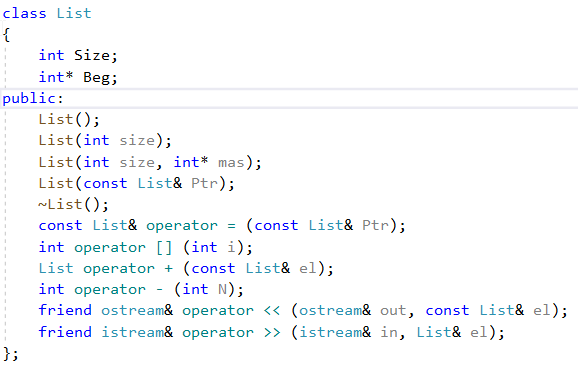 class List
{
    int Size;
    int* Beg;
public:
    List();
    List(int size);
    List(int size, int* mas);
    List(const List& Ptr);
    ~List();
    const List& operator = (const List& Ptr);
    int operator [] (int i);
    List operator + (const List& el);
    int operator - (int N);
    friend ostream& operator << (ostream& out, const List& el);
    friend istream& operator >> (istream& in, List& el);
};